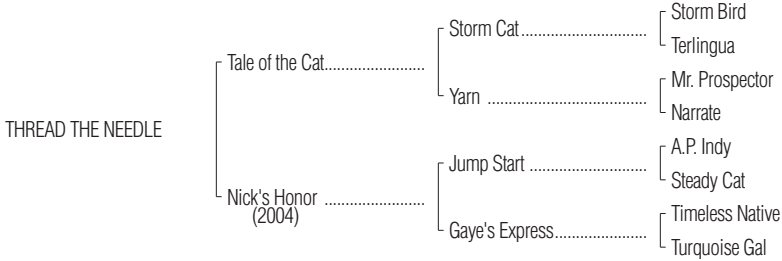 Storm Bird
Storm Cat..............................
Terlingua
Tale of the Cat........................
Mr. Prospector
Yarn ......................................
Narrate
THREAD THE NEEDLE
A.P. Indy
Jump Start ............................
Steady Cat
Nick's Honor ........................
(2004)
Timeless Native
Gaye's Express......................
Turquoise Gal